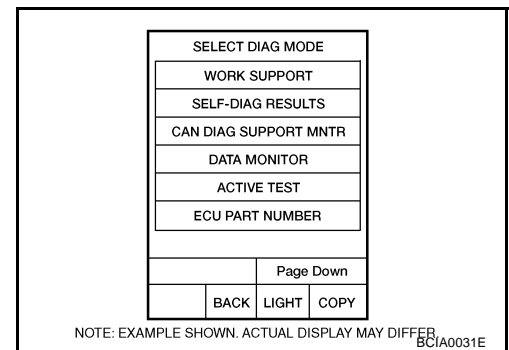 SELECT DIAG MODE
WORK SUPPORT
SELF-DIAG RESULTS
CAN DIAG SUPPORT MNTR
DATA MONITOR
ACTIVE TEST
ECU PART NUMBER
Page Down
BACK LIGHT COPY
NOTE: EXAMPLE SHOWN. ACTUAL DISPLAY MAY DIFFER.
BCIA0031E